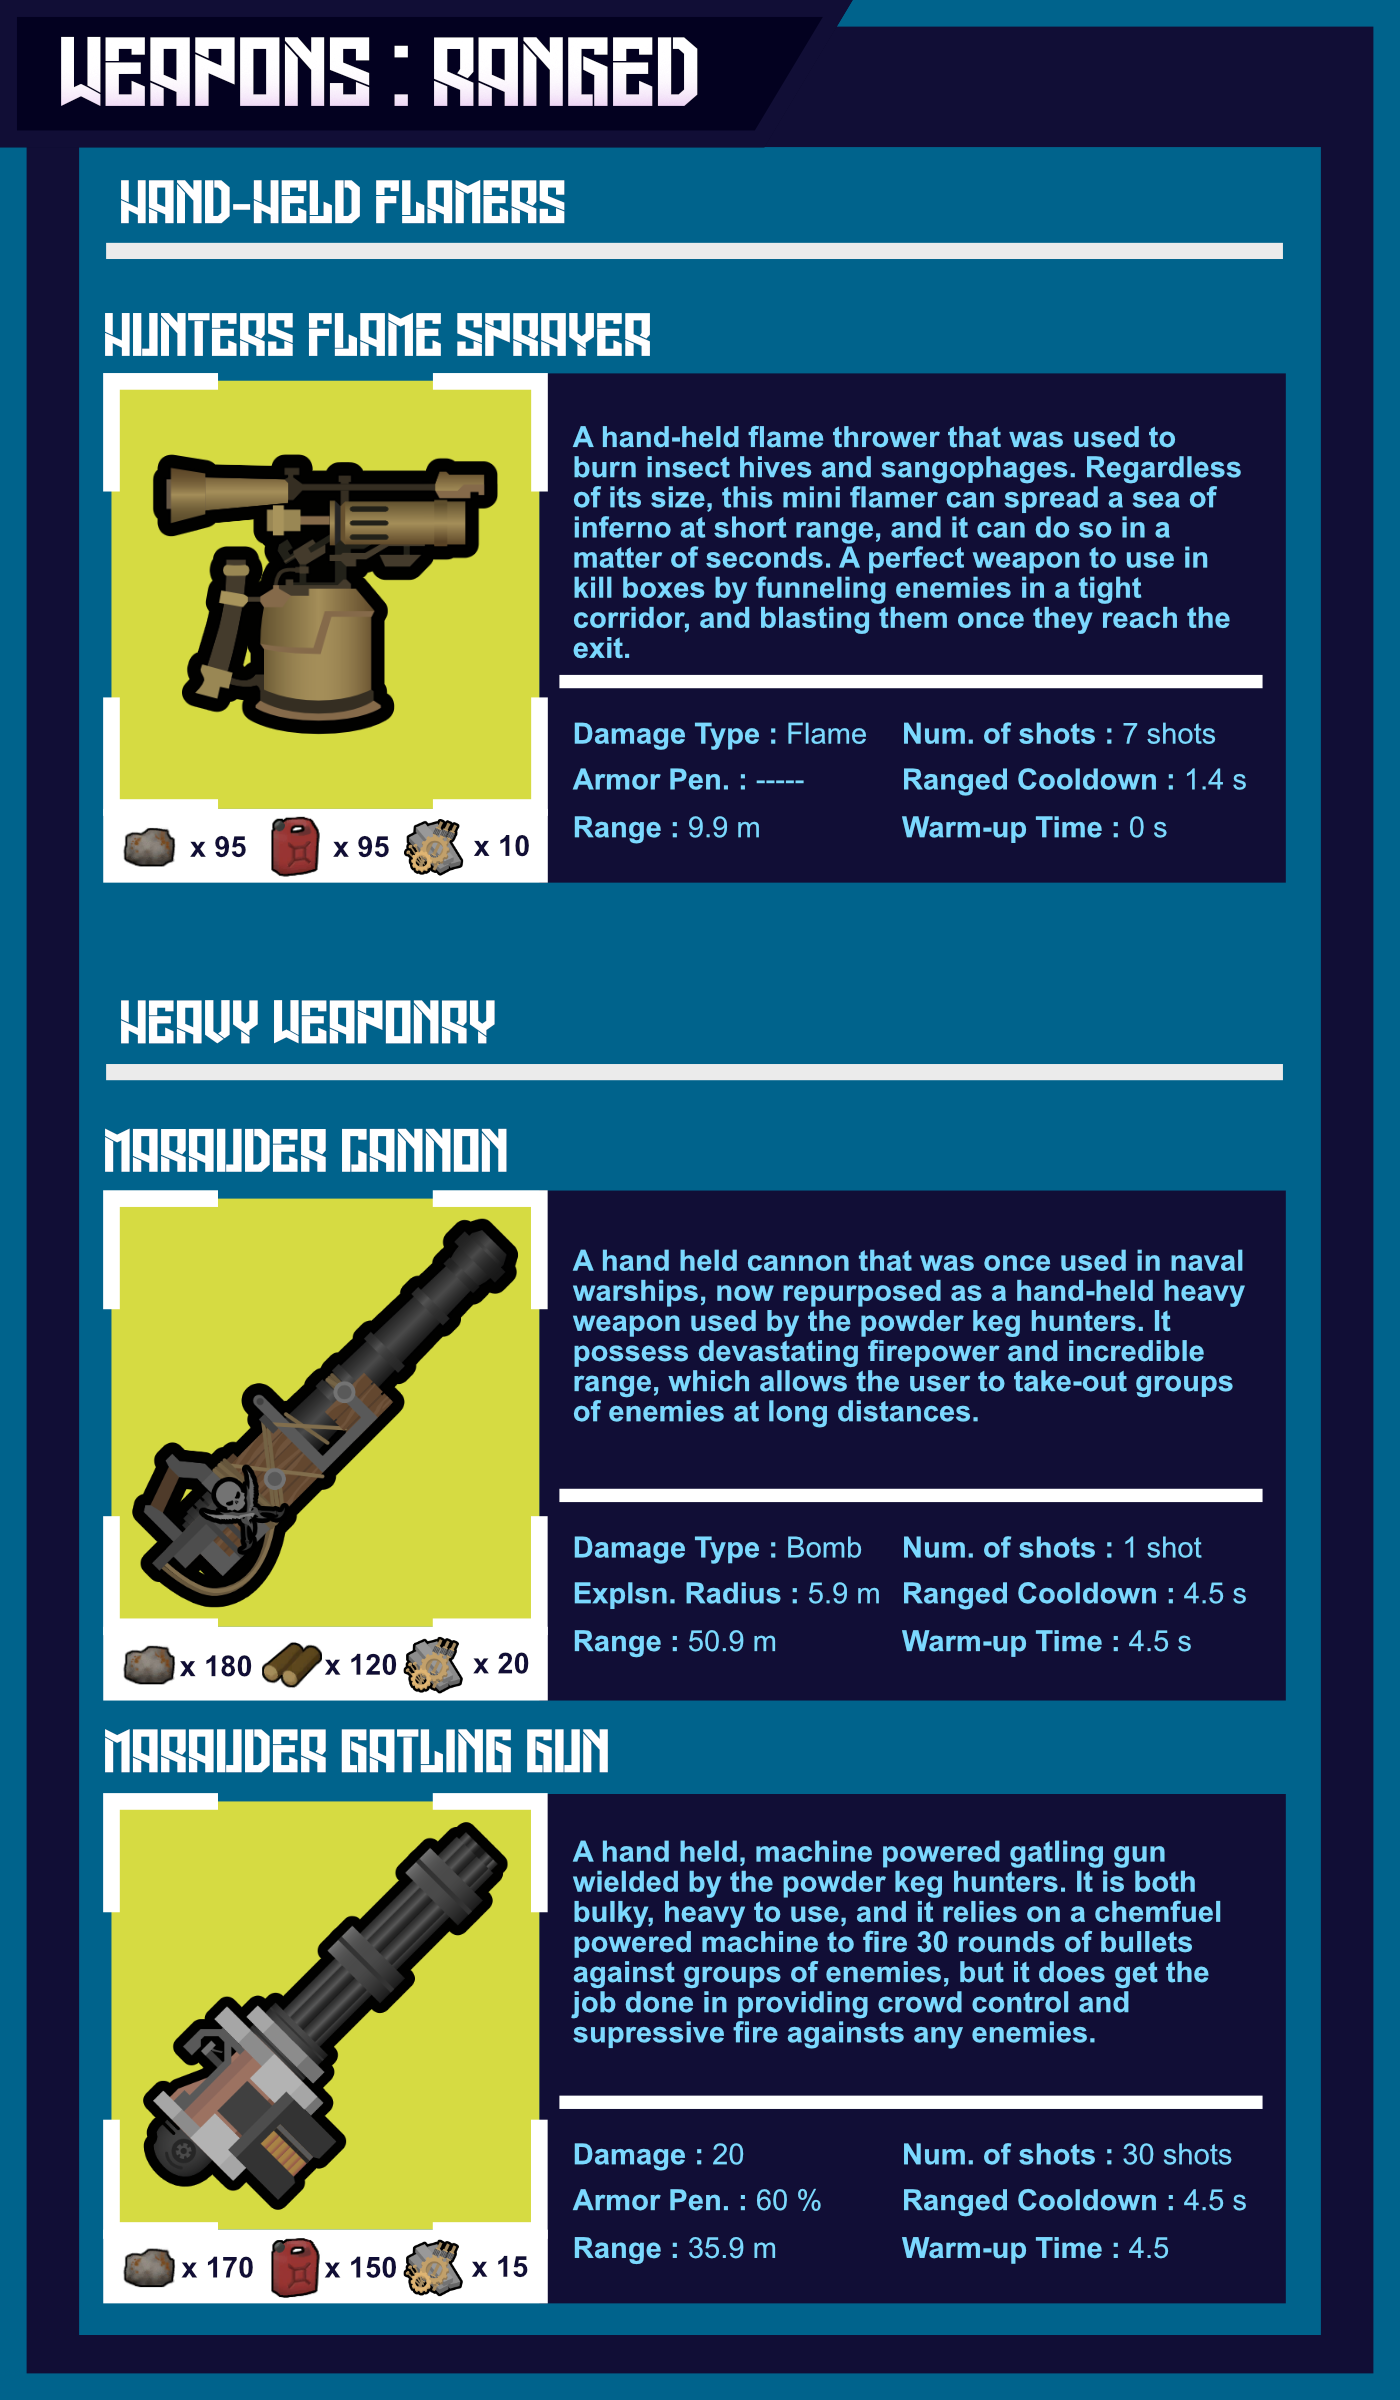 WEAPONS : RANGED
HAND-HELD FLAMERS
HUNTERS FLAME SPRAYER
A hand-held flame thrower that was used to
burn insect hives and sangophages. Regardless
of its size, this mini flamer can spread a sea of
inferno at short range, and it can do so in a
matter of seconds. A perfect weapon to use in
kill boxes by funneling enemies in a tight
corridor, and blasting them once they reach the
exit.
Damage Type : Flame Num. of shots : 7 shots
Armor Pen. : ----- Ranged Cooldown : 1.4 s
Range : 9.9 m Warm-up Time : 0 s
x 95 x 95 x 10
HEAVY WEAPONRY
MARAUDER CANNON
A hand held cannon that was once used in naval
warships, now repurposed as a hand-held heavy
weapon used by the powder keg hunters. It
possess devastating firepower and incredible
range, which allows the user to take-out groups
of enemies at long distances.
Damage Type : Bomb Num. of shots : 1 shot
Explsn. Radius : 5.9 m Ranged Cooldown : 4.5 s
Range : 50.9 m Warm-up Time : 4.5 s
x 180 x 120 x 20
MARAUDER GATLING GUN
A hand held, machine powered gatling gun
wielded by the powder keg hunters. It is both
bulky, heavy to use, and it relies on a chemfuel
powered machine to fire 30 rounds of bullets
against groups of enemies, but it does get the
job done in providing crowd control and
supressive fire againsts any enemies.
Damage : 20 Num. of shots : 30 shots
Armor Pen. : 60 % Ranged Cooldown : 4.5 s
Range : 35.9 m Warm-up Time : 4.5
x 170 x 150 x 15